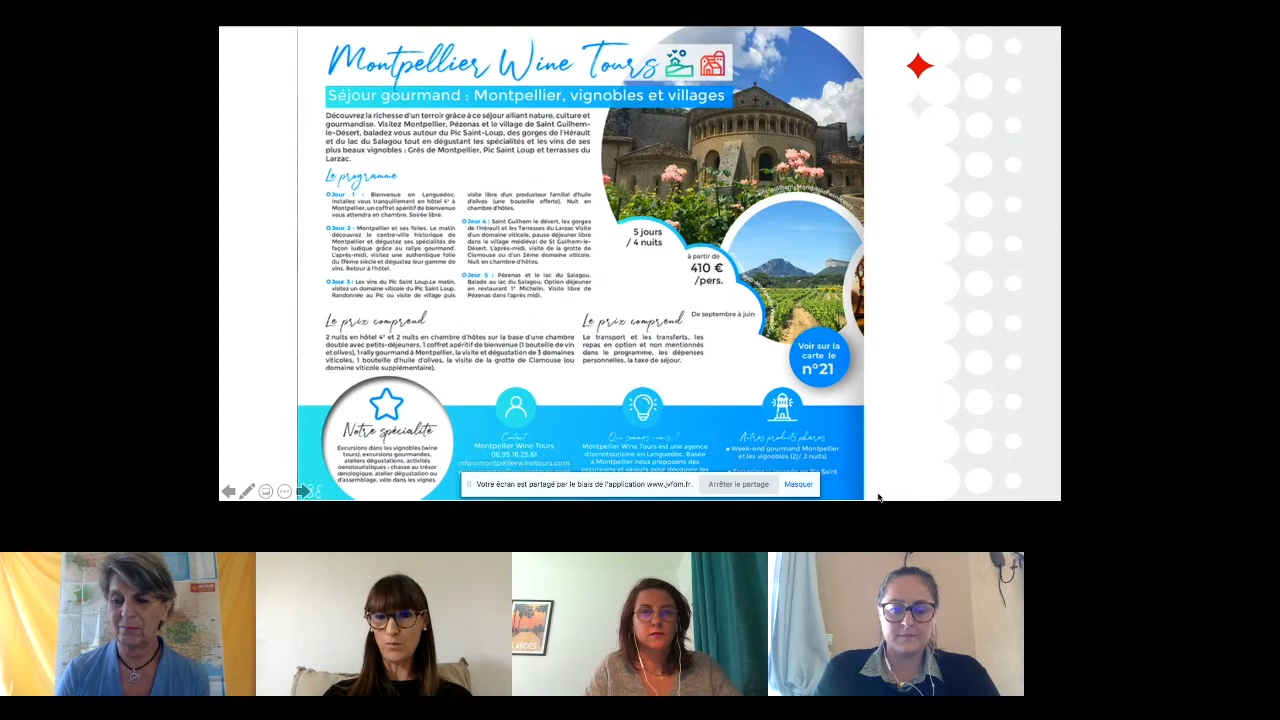 Montpellier Wine Tours
Séjour gourmand : Montpellier, vignobles et villages
Découvrez la richesse d'un terroir grâce à ce séjour alliant nature, culture et
gourmandise. Visitez Montpellier, Pézenas et le village de Saint Guilhem-
le-Désert, baladez vous autour du Pic Saint-Loup, des gorges de l'Hérault
et du lac du Salagou tout en dégustant les spécialités et les vins de ses
plus beaux vignobles : Grès de Montpellier, Pic Saint Loup et terrasses du
Larzac.
Le programme
Jour 1 : Bienvenue en Languedoc.
Installez vous tranquillement en hôtel 4* à
Montpellier, un coffret apéritif de bienvenue
vous attendra en chambre. Soirée libre.
Jour 2 : Montpellier et ses folies. Le matin
découvrez le centre-ville historique de
Montpellier et dégustez ses spécialités de
façon ludique grâce au rallye gourmand.
L'après-midi, visitez une authentique folie
du 17ème siècle et dégustez leur gamme de
vins. Retour à l'hôtel.
Jour 3 : Les vins du Pic Saint Loup.Le matin,
visitez un domaine viticole du Pic Saint Loup.
Randonnée au Pic ou visite de village puis
visite libre d'un producteur familial d'huile
d'olives (une bouteille offerte). Nuit en
chambre d'hôtes.
Jour 4 : Saint Guilhem le désert, les gorges
de l'Hérault et les Terrasses du Larzac Visite
d'un domaine viticole, pause déjeuner libre
dans le village médiéval de St Guilhem-le-
Désert. L'après-midi, visite de la grotte de
Clamouse ou d'un 2ème domaine viticole.
Nuit en chambre d'hôtes.
Jour 5 : Pézenas et le lac du Salagou.
Balade au lac du Salagou, Option déjeuner
en restaurant 1* Michelin. Visite libre de
Pézenas dans l'après midi.
5 jours
/ 4 nuits
à partir de
410 €
/pers.
De septembre à juin
Le prix comprend
2 nuits en hôtel 4* et 2 nuits en chambre d'hôtes sur la base d'une chambre
double avec petits-déjeuners, 1 coffret apéritif de bienvenue (1 bouteille de vin
et olives), 1 rally gourmand à Montpellier, la visite et dégustation de 3 domaines
viticoles, 1 bouteille d'huile d'olives, la visite de la grotte de Clamouse (ou
domaine viticole supplémentaire).
Le prix comprend
Le transport et les transferts, les
repas en option et non mentionnés
dans le programme, les dépenses
personnelles, la taxe de séjour.
Voir sur la
carte le
n°21
Notre spécialité
Excursions dans les vignobles (wine
tours), excursions gourmandes,
ateliers dégustations, activités
oenotouristiques : chasse au trésor
œnologique, atelier dégustation ou
d'assemblage, vélo dans les vignes.
Contact
Montpellier Wine Tours
06.95.16.25.61
info@montpellierwinetours.com
Qui sommes-nous ?
Montpellier Wine Tours est une agence
d'œnotourisme en Languedoc. Basée
à Montpellier nous proposons des
excursions et séjours pour découvrir les
Autres produits phares
Week-end gourmand Montpellier
et les vignobles (2j/ 2 nuits)
Votre écran est partagé par le biais de l'application www.jvfom.fr.
Arrêter le partage
Masquer
LANDES